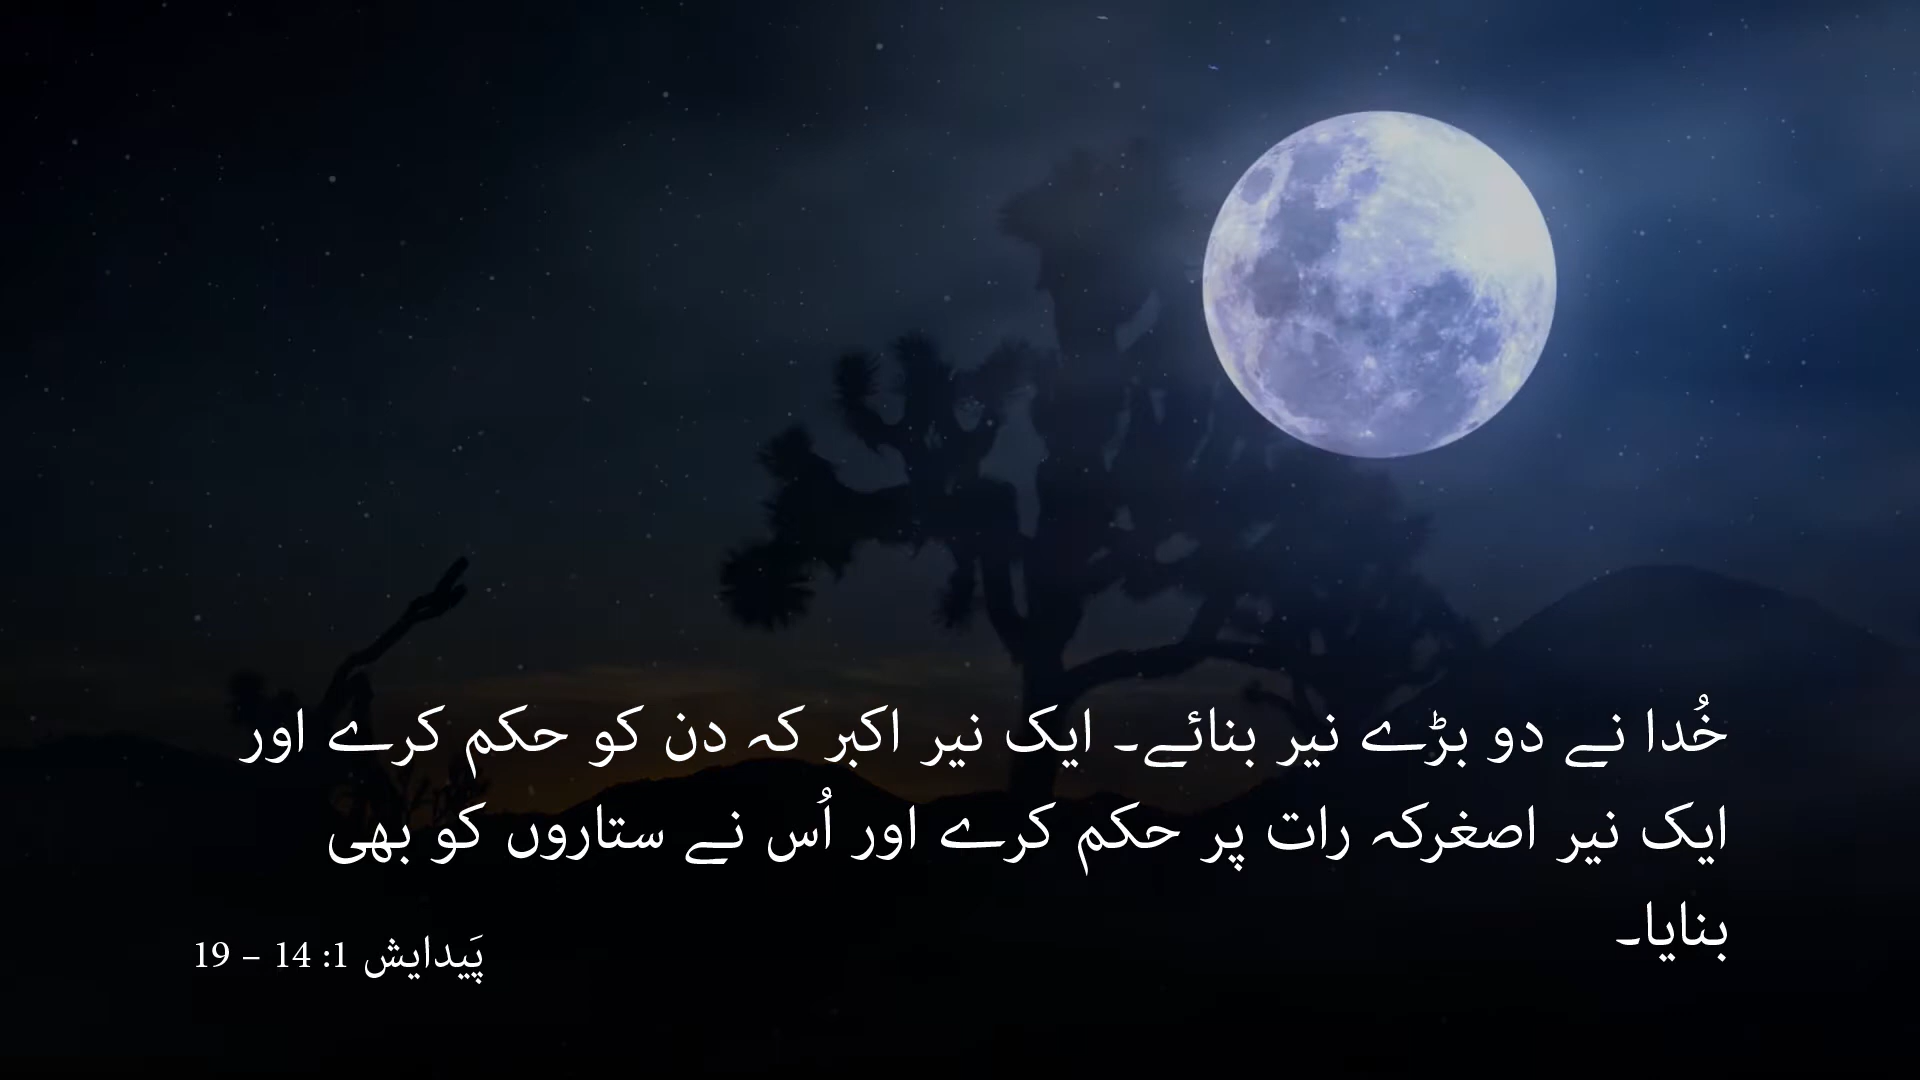 خُدا نے دو بڑے نیر بنائے۔ ایک نیر اکبر کہ دن کو حکم کرے اور
ایک نیر اصغرکہ رات پر حکم کرے اور اُس نے ستاروں کو بھی
بنایا۔
پَیدایش 1: 14 – 19